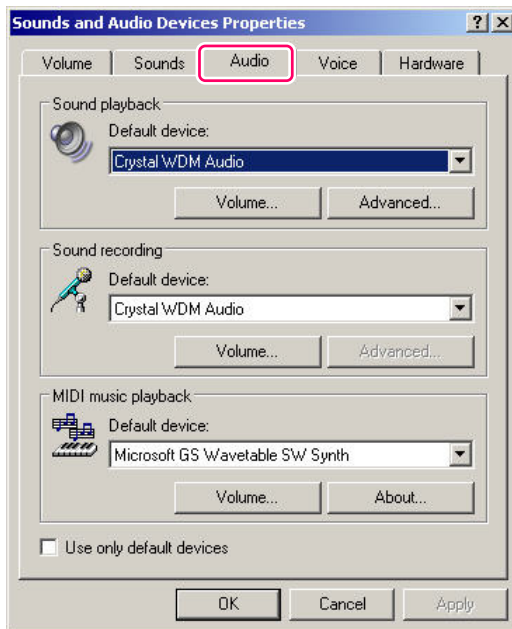 Sounds and Audio Devices Properties
Volume Sounds Audio Voice Hardware
Sound playback
Default device:
Crystal WDM Audio
Volume... Advanced...
Sound recording
Default device:
Crystal WDM Audio
Volume... Advanced...
MIDI music playback
Default device:
Microsoft GS Wavetable SW Synth
Volume... About...
Use only default devices
OK Cancel Apply